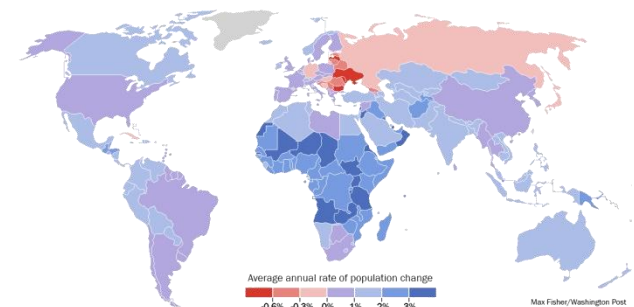 Average annual rate of population change
-0.6% -0.3% 0% 1% 2% 3%
Max Fisher/Washington Post